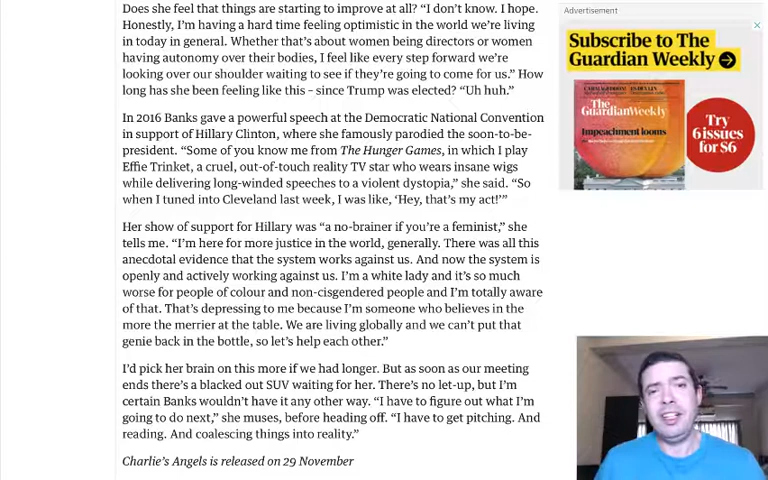 Does she feel that things are starting to improve at all? “I don’t know. I hope.
Honestly, I’m having a hard time feeling optimistic in the world we’re living
in today in general. Whether that’s about women being directors or women
having autonomy over their bodies, I feel like every step forward we’re
looking over our shoulder waiting to see if they’re going to come for us.” How
long has she been feeling like this – since Trump was elected? “Uh huh.”
In 2016 Banks gave a powerful speech at the Democratic National Convention
in support of Hillary Clinton, where she famously parodied the soon-to-be-
president. “Some of you know me from The Hunger Games, in which I play
Effie Trinket, a cruel, out-of-touch reality TV star who wears insane wigs
while delivering long-winded speeches to a violent dystopia,” she said. “So
when I tuned into Cleveland last week, I was like, ‘Hey, that’s my act!’”
Her show of support for Hillary was “a no-brainer if you’re a feminist,” she
tells me. “I’m here for more justice in the world, generally. There was all this
anecdotal evidence that the system works against us. And now the system is
openly and actively working against us. I’m a white lady and it’s so much
worse for people of colour and non-cisgendered people and I’m totally aware
of that. That’s depressing to me because I’m someone who believes in the
more the merrier at the table. We are living globally and we can’t put that
genie back in the bottle, so let’s help each other.”
I’d pick her brain on this more if we had longer. But as soon as our meeting
ends there’s a blacked out SUV waiting for her. There’s no let-up, but I’m
certain Banks wouldn’t have it any other way. “I have to figure out what I’m
going to do next,” she muses, before heading off. “I have to get pitching. And
reading. And coalescing things into reality.”
Charlie’s Angels is released on 29 November
Advertisement
Subscribe to The
Guardian Weekly
The
Guardian Weekly
Impeachment looms
Try
6 issues
for $6